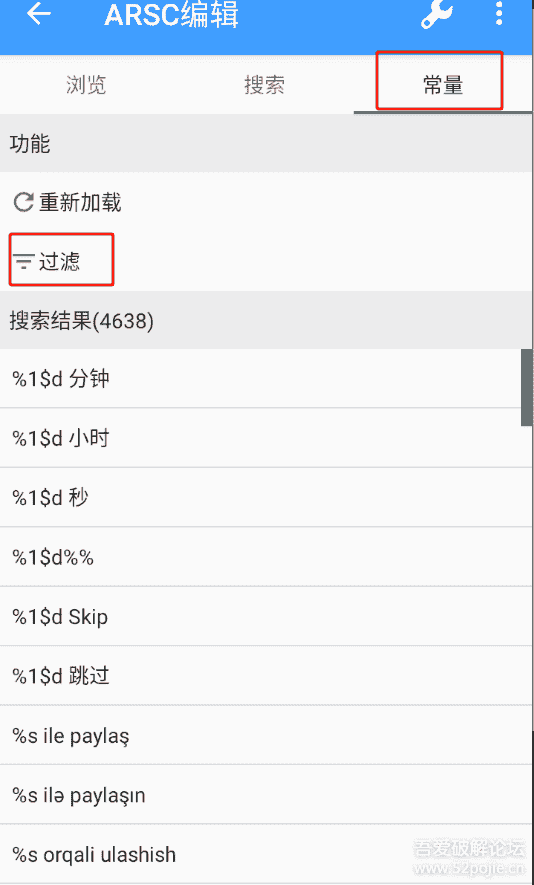 ARSC编辑
浏览 搜索 常量
功能
重新加载
过滤
搜索结果(4638)
%1$d 分钟
%1$d 小时
%1$d 秒
%1$d%%
%1$d Skip
%1$d 跳过
%s ile paylaş
%s ilə paylaşın
%s orqali ulashish
吾爱破解论坛
www.52pojie.cn